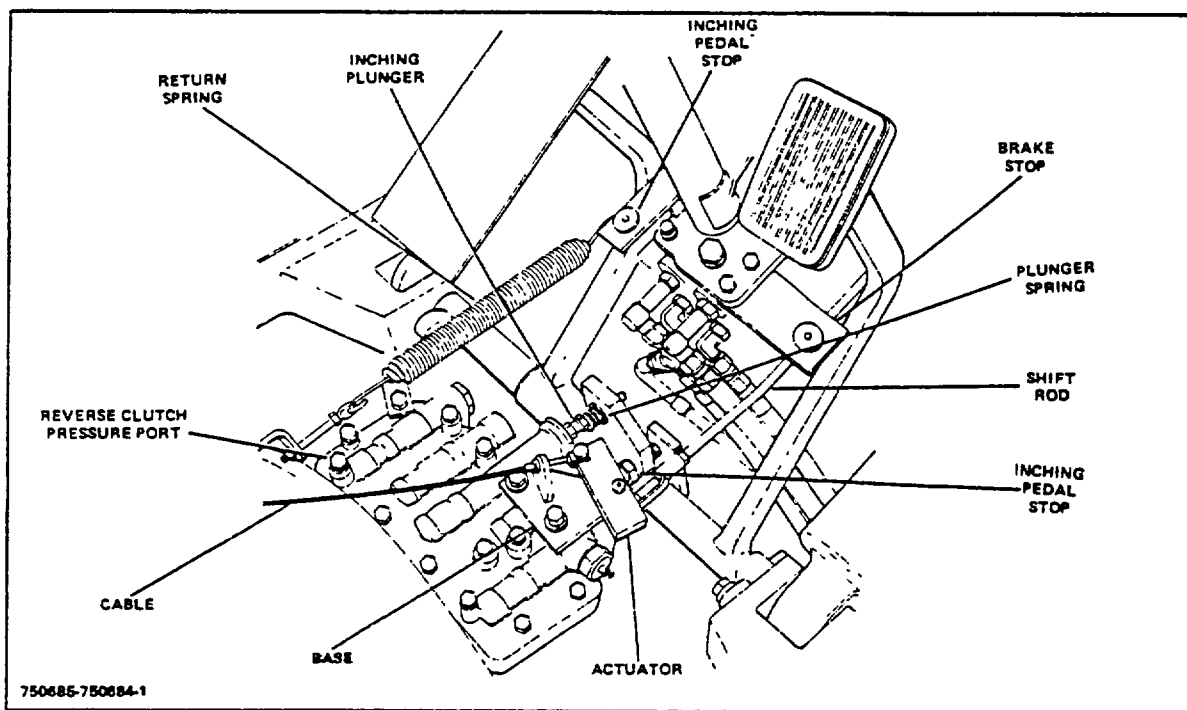 INCHING
PEDAL
STOP
INCHING
PLUNGER
RETURN
SPRING
BRAKE
STOP
PLUNGER
SPRING
SHIFT
ROD
REVERSE CLUTCH
PRESSURE PORT
INCHING
PEDAL
STOP
CABLE
BASE
ACTUATOR
750685-750684-1